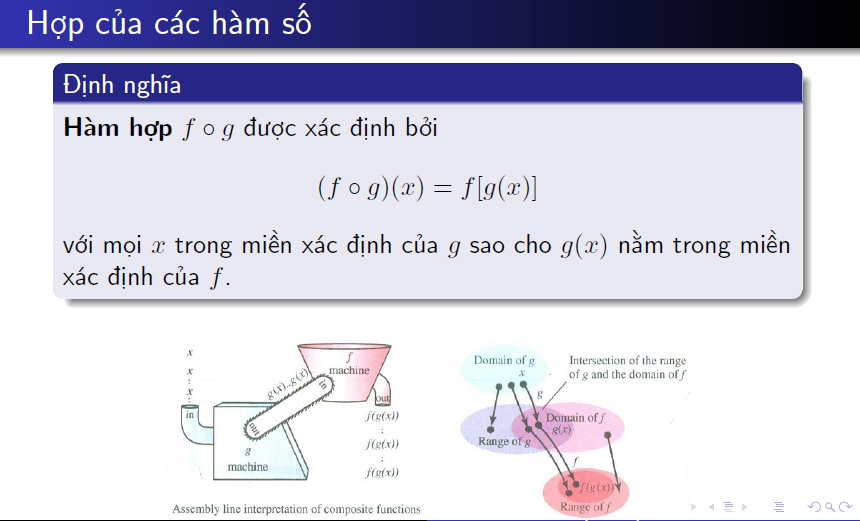 Hợp của các hàm số
Định nghĩa
Hàm hợp f ∘ g được xác định bởi
(f ∘ g)(x) = f[g(x)]
với mọi x trong miền xác định của g sao cho g(x) nằm trong miền
xác định của f.
x
x
:
x
in
g(x)..g(x)
out
g
machine
f
machine
in
out
f(g(x))
:
f(g(x))
:
f(g(x))
Assembly line interpretation of composite functions
Domain of g
x
Intersection of the range
of g and the domain of f
g
Domain of f
g(x)
Range of g
f
f(g(x))
Range of f